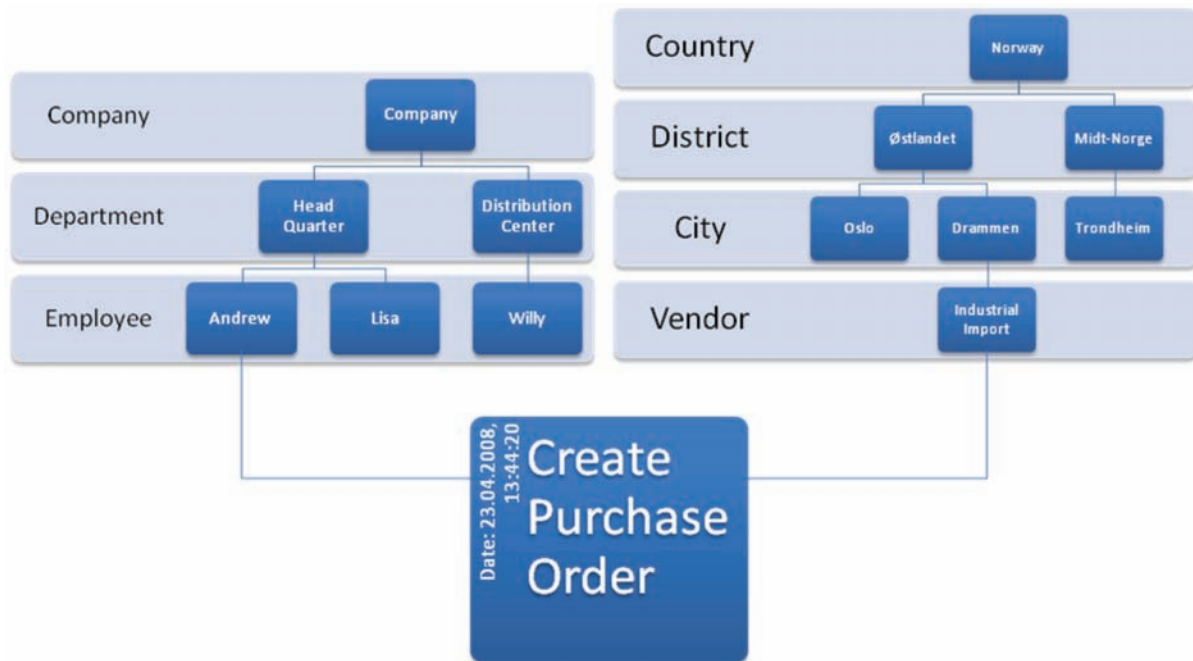 Company
Company
Department
Head
Quarter
Distribution
Center
Employee
Andrew
Lisa
Willy
Country
Norway
District
Østlandet
Midt-Norge
City
Oslo
Drammen
Trondheim
Vendor
Industrial
Import
Date: 23.04.2008,
13:44:20
Create
Purchase
Order